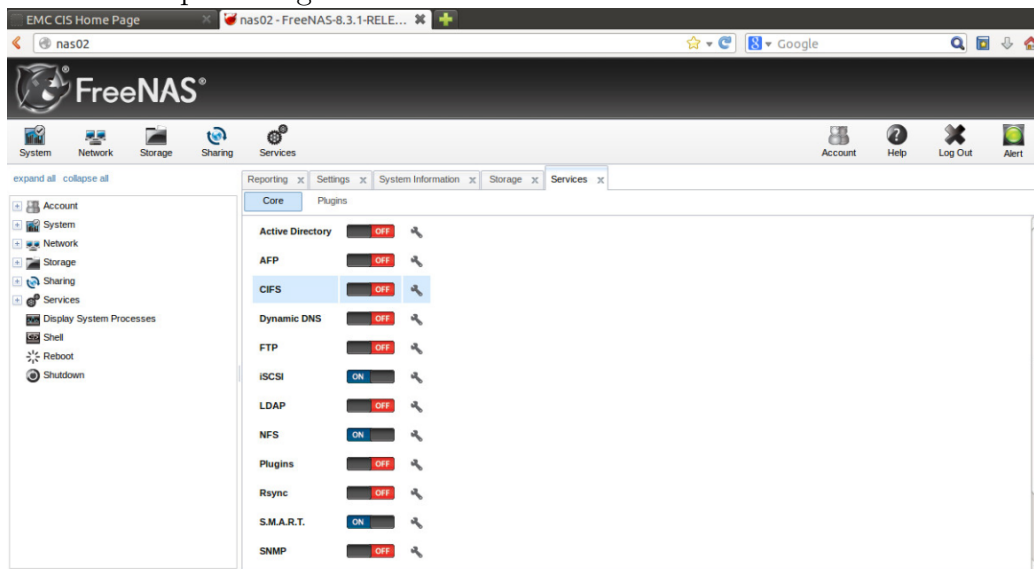 EMC CIS Home Page nas02 - FreeNAS-8.3.1-RELE...
nas02 Google
FreeNAS®
System Network Storage Sharing Services Account Help Log Out Alert
expand all collapse all
Reporting Settings System Information Storage Services
Core Plugins
Account
System
Network
Storage
Sharing
Services
Display System Processes
Shell
Reboot
Shutdown
Active Directory OFF
AFP OFF
CIFS OFF
Dynamic DNS OFF
FTP OFF
iSCSI ON
LDAP OFF
NFS ON
Plugins OFF
Rsync OFF
S.M.A.R.T. ON
SNMP OFF